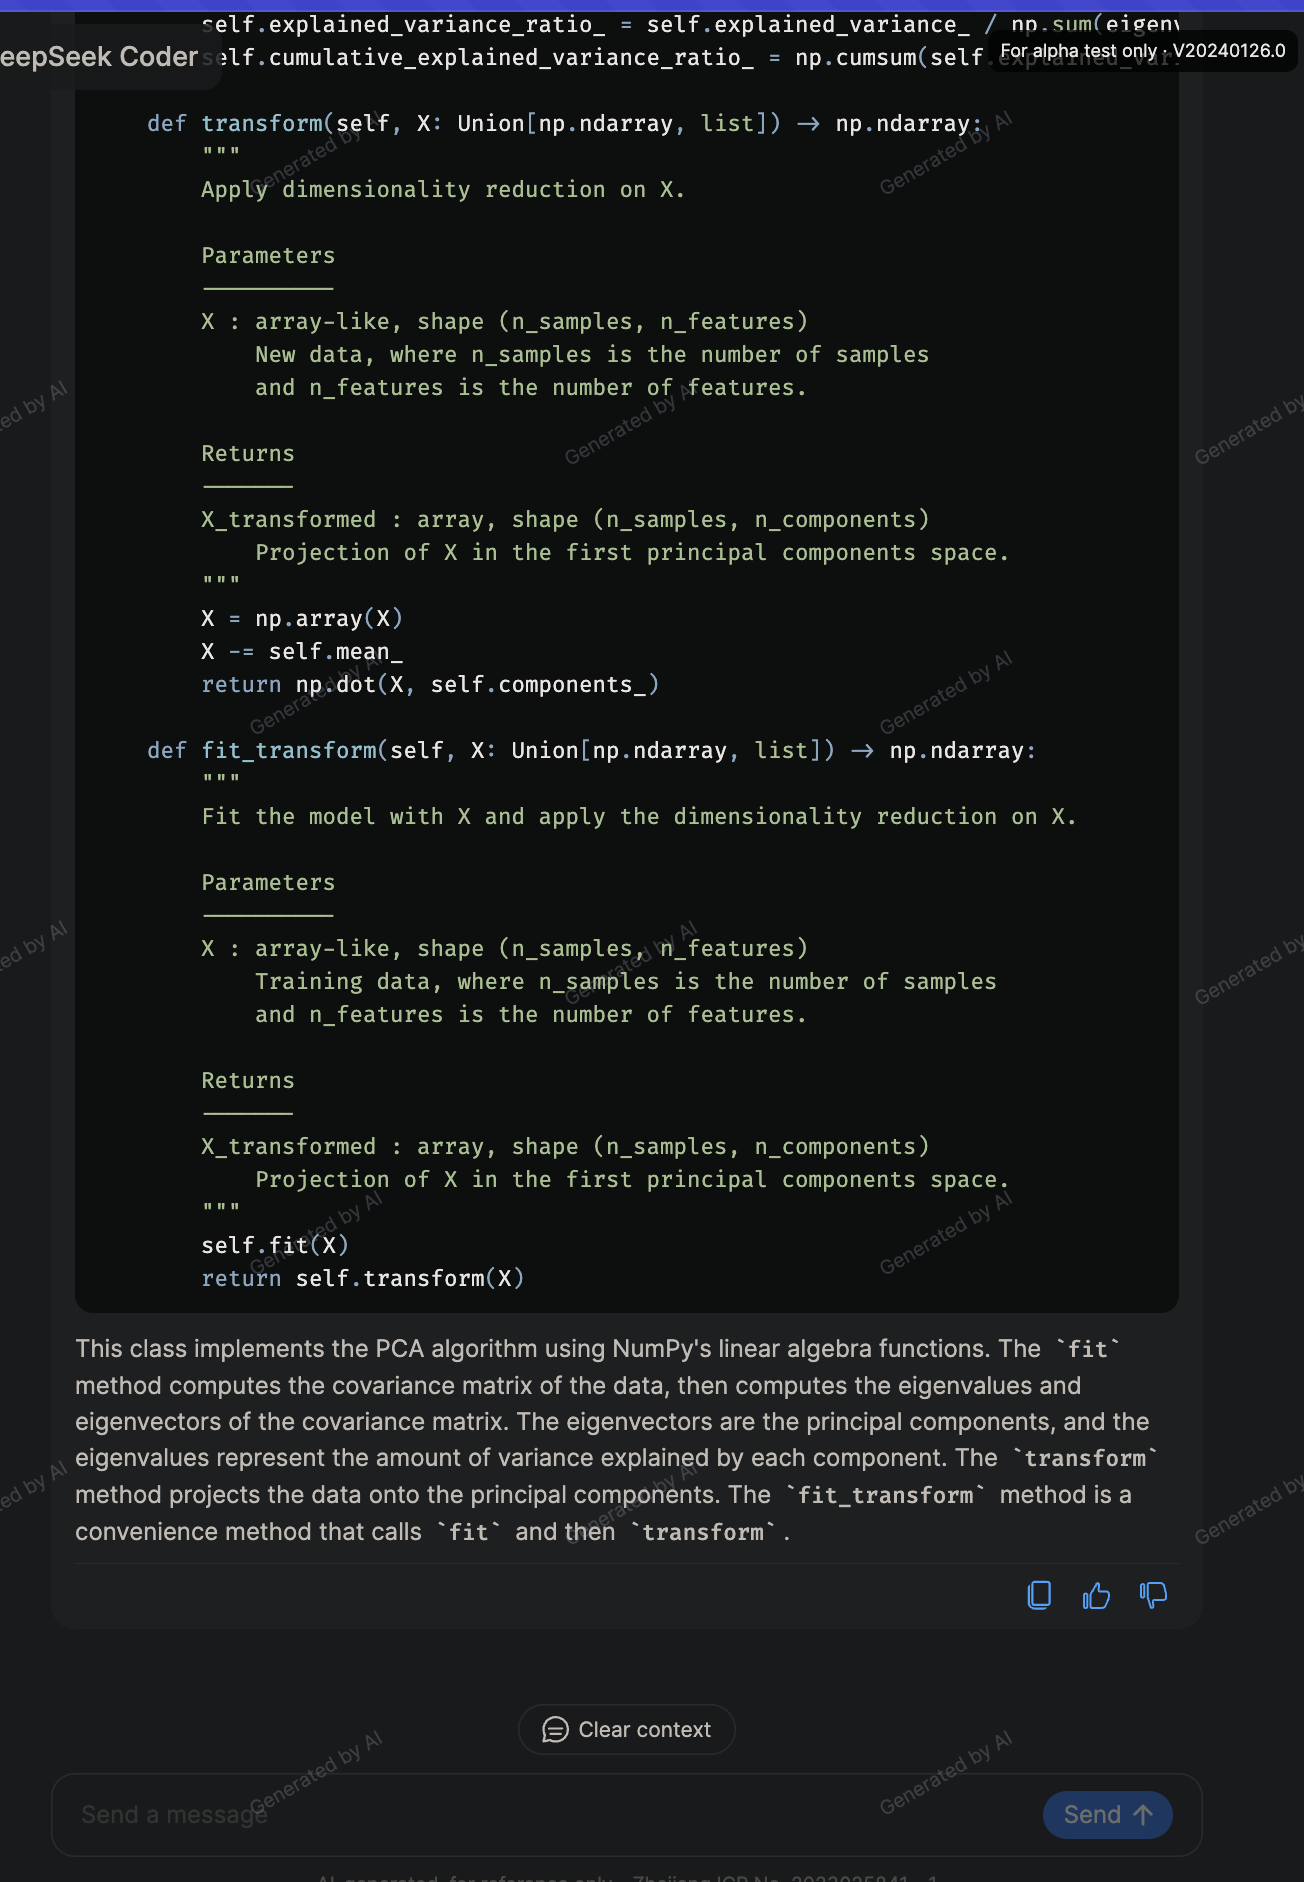 self.explained_variance_ratio_ = self.explained_variance_ / np.sum(eigenv
eepSeek Coder
self.cumulative_explained_variance_ratio_ = np.cumsum(self.explained_var
For alpha test only · V20240126.0
def transform(self, X: Union[np.ndarray, list]) → np.ndarray:
"""
Apply dimensionality reduction on X.
Parameters
----------
X : array-like, shape (n_samples, n_features)
New data, where n_samples is the number of samples
and n_features is the number of features.
Returns
-------
X_transformed : array, shape (n_samples, n_components)
Projection of X in the first principal components space.
"""
X = np.array(X)
X -= self.mean_
return np.dot(X, self.components_)
def fit_transform(self, X: Union[np.ndarray, list]) → np.ndarray:
"""
Fit the model with X and apply the dimensionality reduction on X.
Parameters
----------
X : array-like, shape (n_samples, n_features)
Training data, where n_samples is the number of samples
and n_features is the number of features.
Returns
-------
X_transformed : array, shape (n_samples, n_components)
Projection of X in the first principal components space.
"""
self.fit(X)
return self.transform(X)
This class implements the PCA algorithm using NumPy's linear algebra functions. The `fit`
method computes the covariance matrix of the data, then computes the eigenvalues and
eigenvectors of the covariance matrix. The eigenvectors are the principal components, and the
eigenvalues represent the amount of variance explained by each component. The `transform`
method projects the data onto the principal components. The `fit_transform` method is a
convenience method that calls `fit` and then `transform`.
Clear context
Send a message
Send
Generated by AI